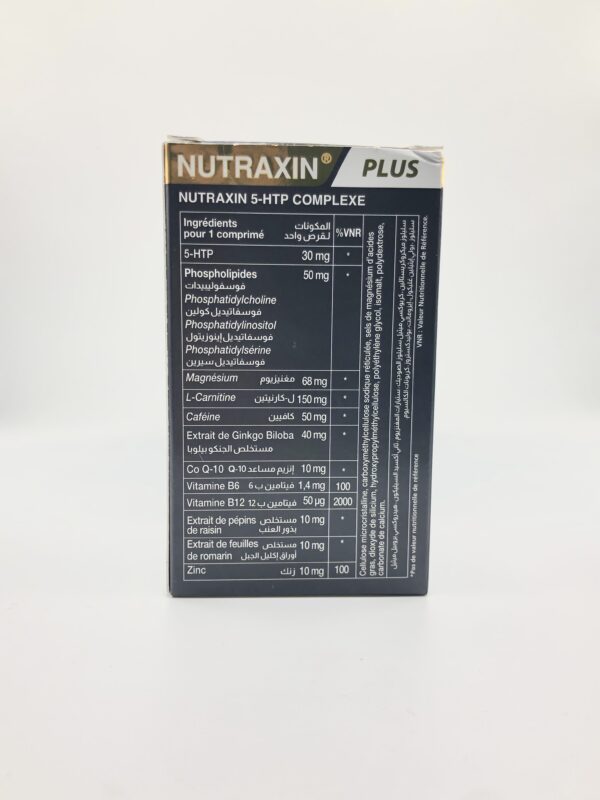 NUTRAXIN® PLUS
NUTRAXIN 5-HTP COMPLEXE
Ingrédients المكونات %VNR
pour 1 comprimé لقرص واحد
5-HTP 30 mg *
Phospholipides 50 mg *
فوسفوليبيدات
Phosphatidylcholine
فوسفاتيديل كولين
Phosphatidylinositol
فوسفاتيديل إينوزيتول
Phosphatidylsérine
فوسفاتيديل سيرين
Magnésium مغنيزيوم 68 mg *
L-Carnitine ل-كارنيتين 150 mg *
Caféine كافيين 50 mg *
Extrait de Ginkgo Biloba 40 mg *
مستخلص الجنكو بيلوبا
Co Q-10 إنزيم مساعد Q-10 10 mg *
Vitamine B6 فيتامين ب 6 1,4 mg 100
Vitamine B12 فيتامين ب 12 50 µg 2000
Extrait de pépins مستخلص 10 mg *
de raisin بذور العنب
Extrait de feuilles مستخلص 10 mg *
de romarin أوراق إكليل الجبل
Zinc زنك 10 mg 100
Cellulose microcristalline, carboxyméthylcellulose sodique réticulée, sels de magnésium d'acides
gras, dioxyde de silicium, hydroxypropylméthylcellulose, polyéthylène glycol, isomalt, polydextrose,
carbonate de calcium.
*Pas de valeur nutritionnelle de référence
VNR : Valeur Nutritionnelle de Référence.